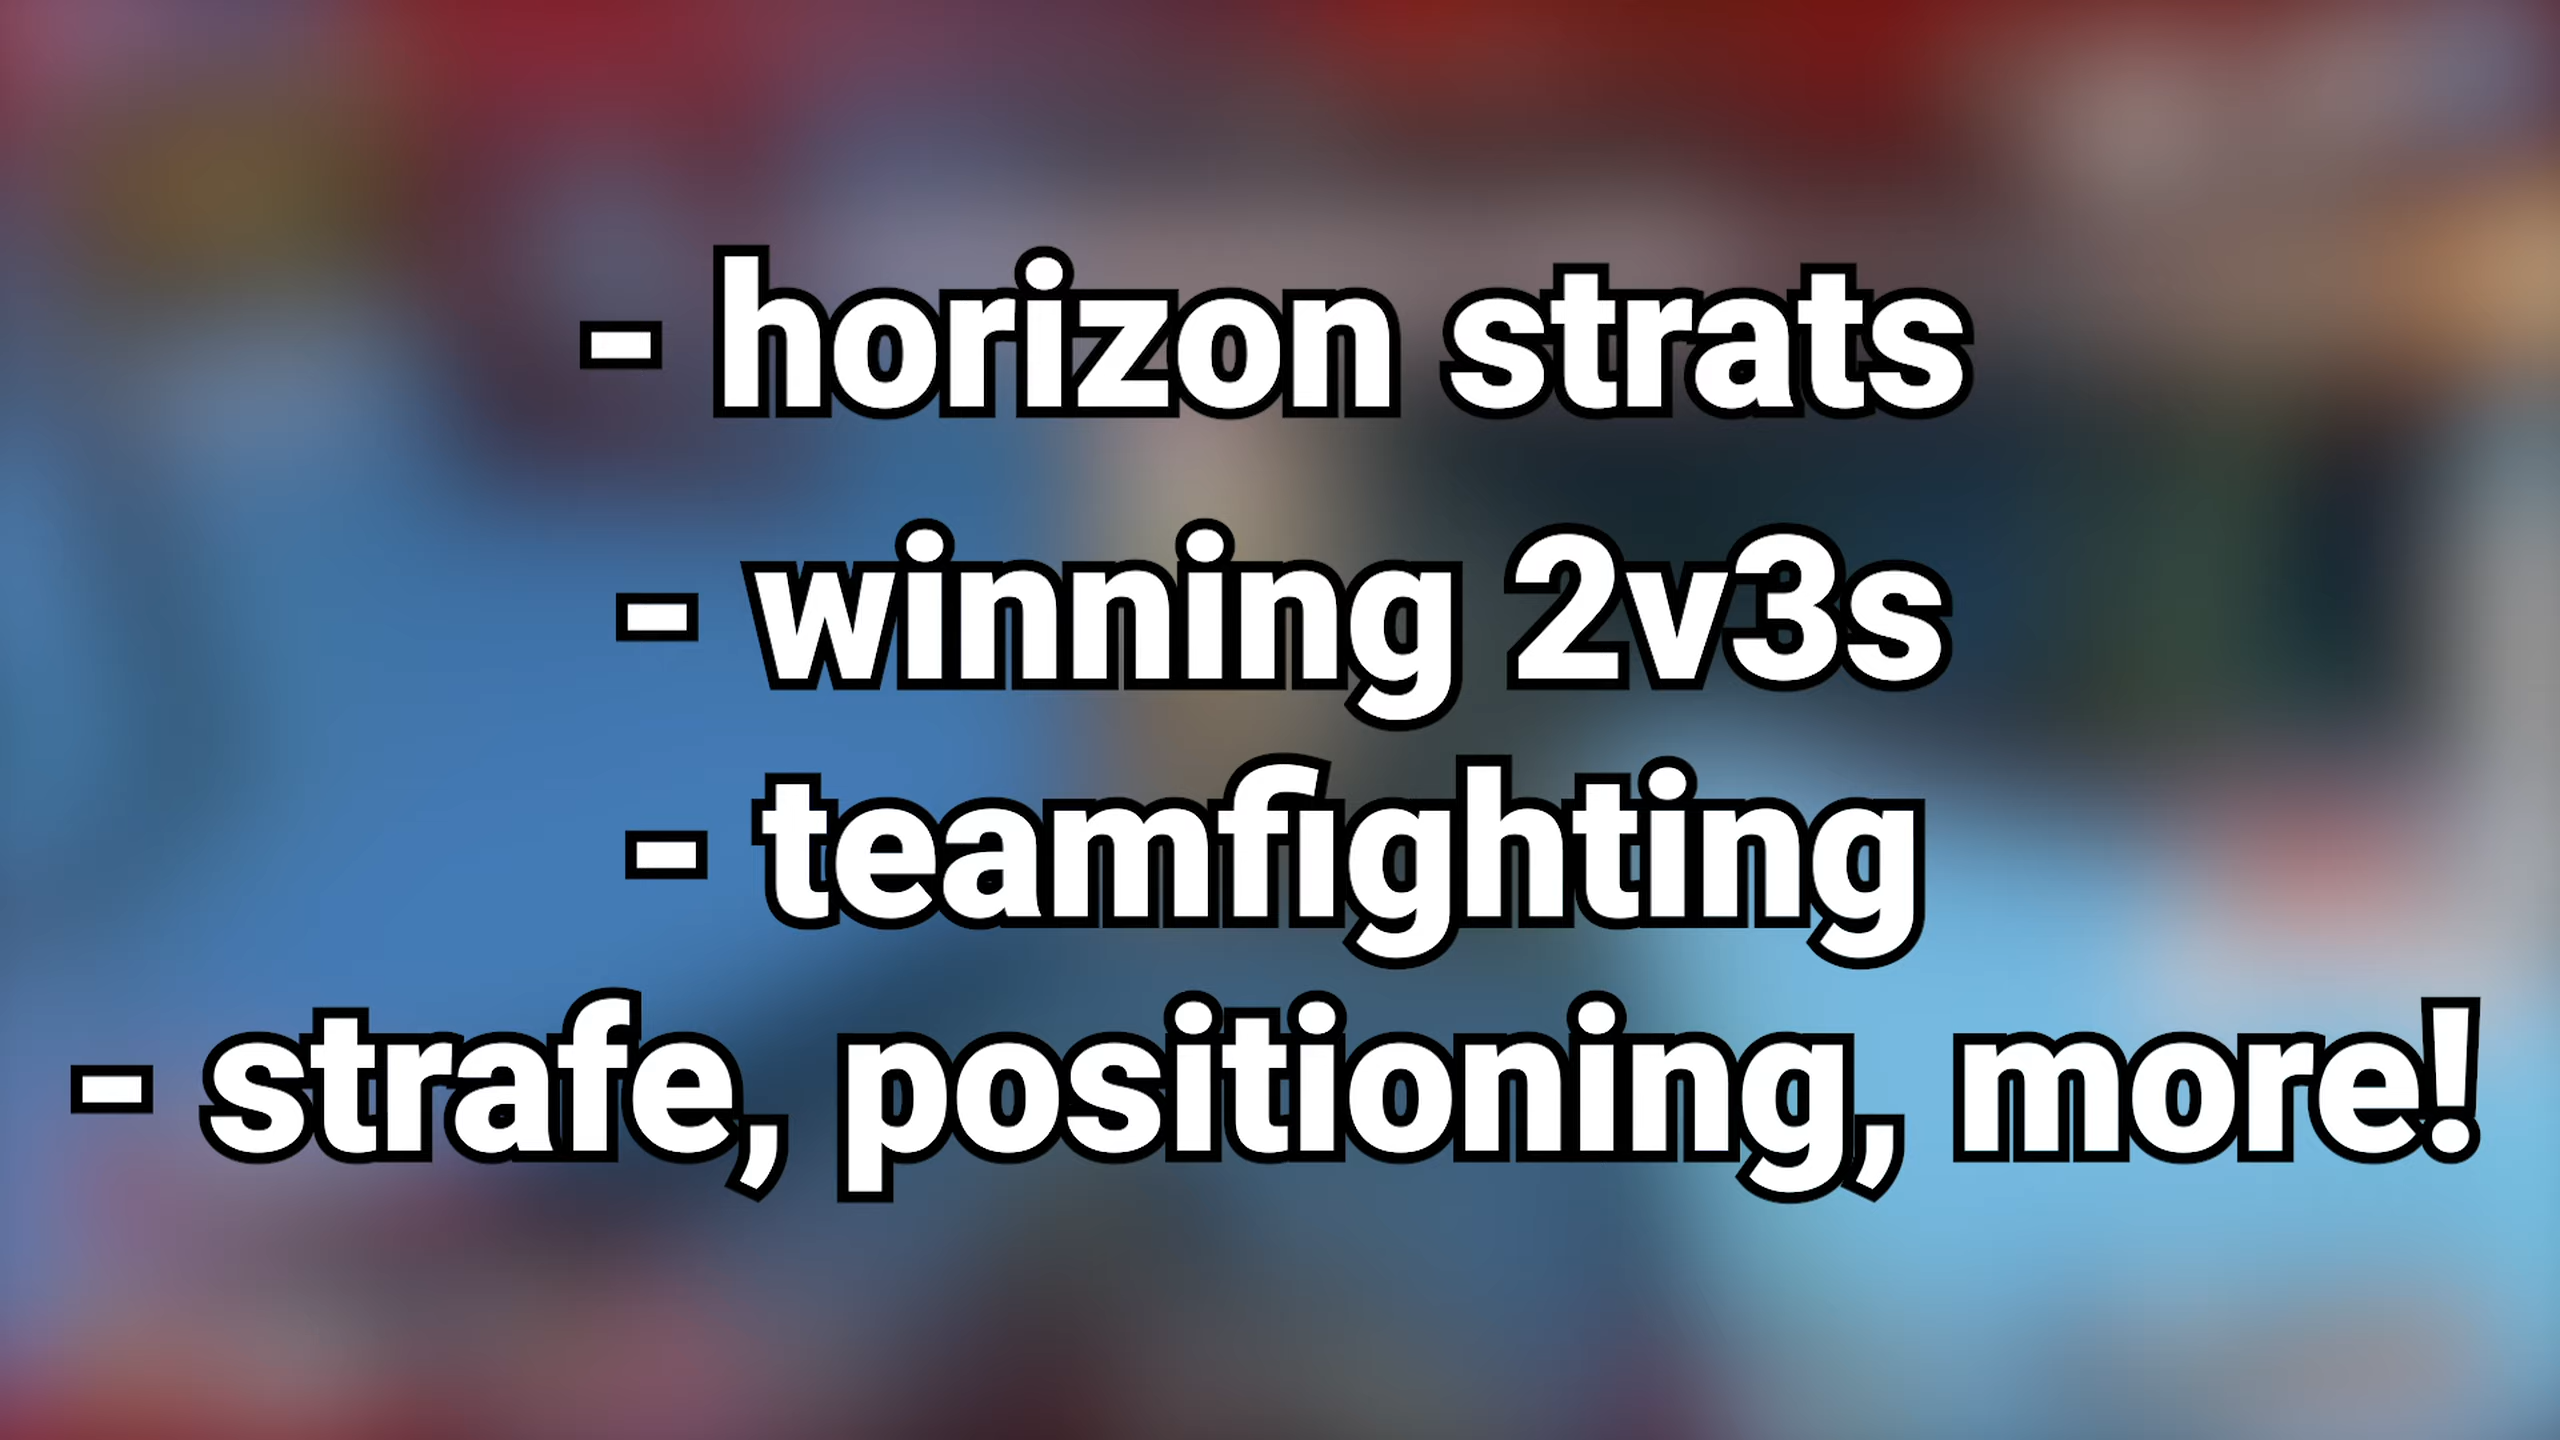 - horizon strats
- winning 2v3s
- teamfighting
- strafe, positioning, more!